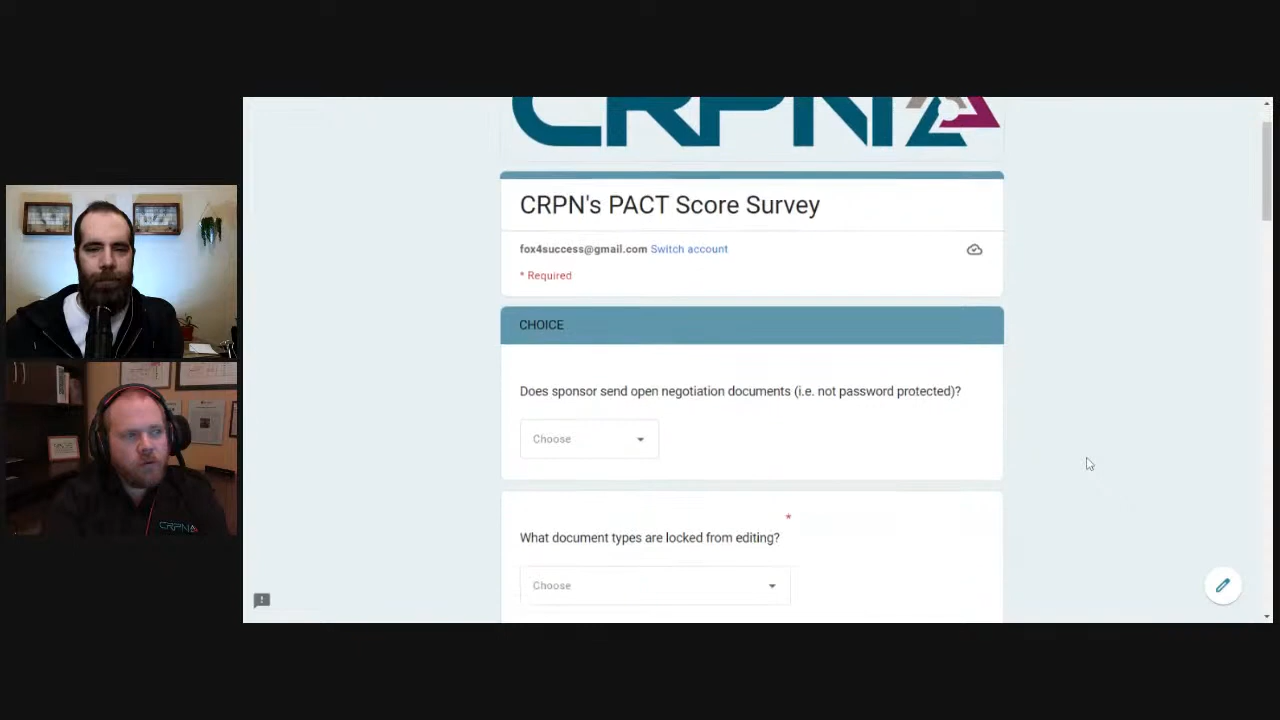 CRPN
CRPN's PACT Score Survey
fox4success@gmail.com Switch account
* Required
CHOICE
Does sponsor send open negotiation documents (i.e. not password protected)?
Choose
*
What document types are locked from editing?
Choose
CRPN